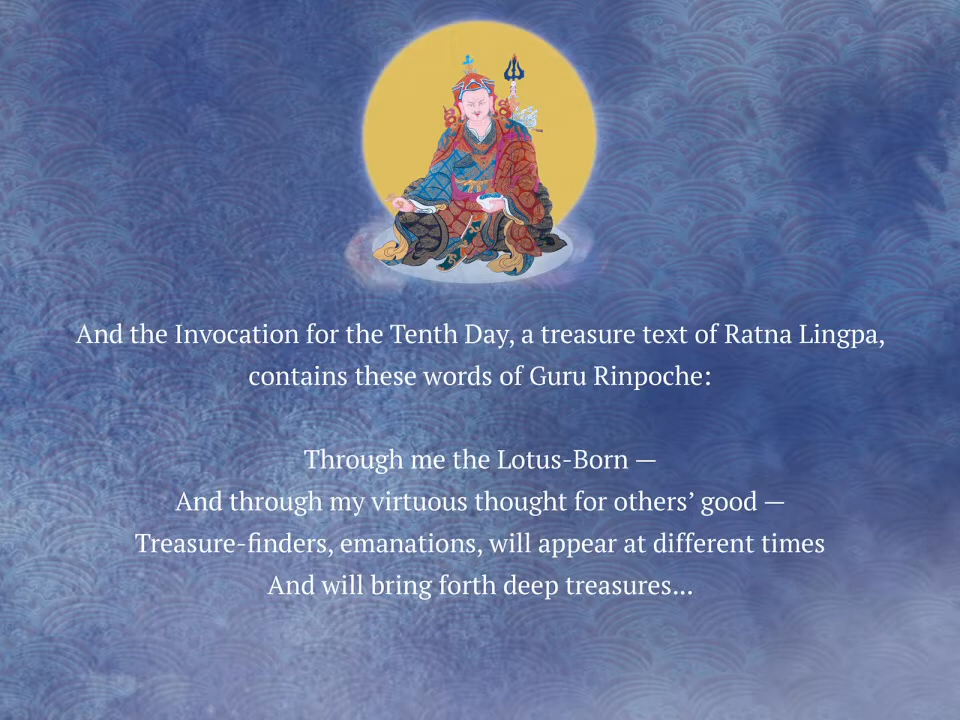 And the Invocation for the Tenth Day, a treasure text of Ratna Lingpa,
contains these words of Guru Rinpoche:
Through me the Lotus-Born —
And through my virtuous thought for others’ good —
Treasure-finders, emanations, will appear at different times
And will bring forth deep treasures...